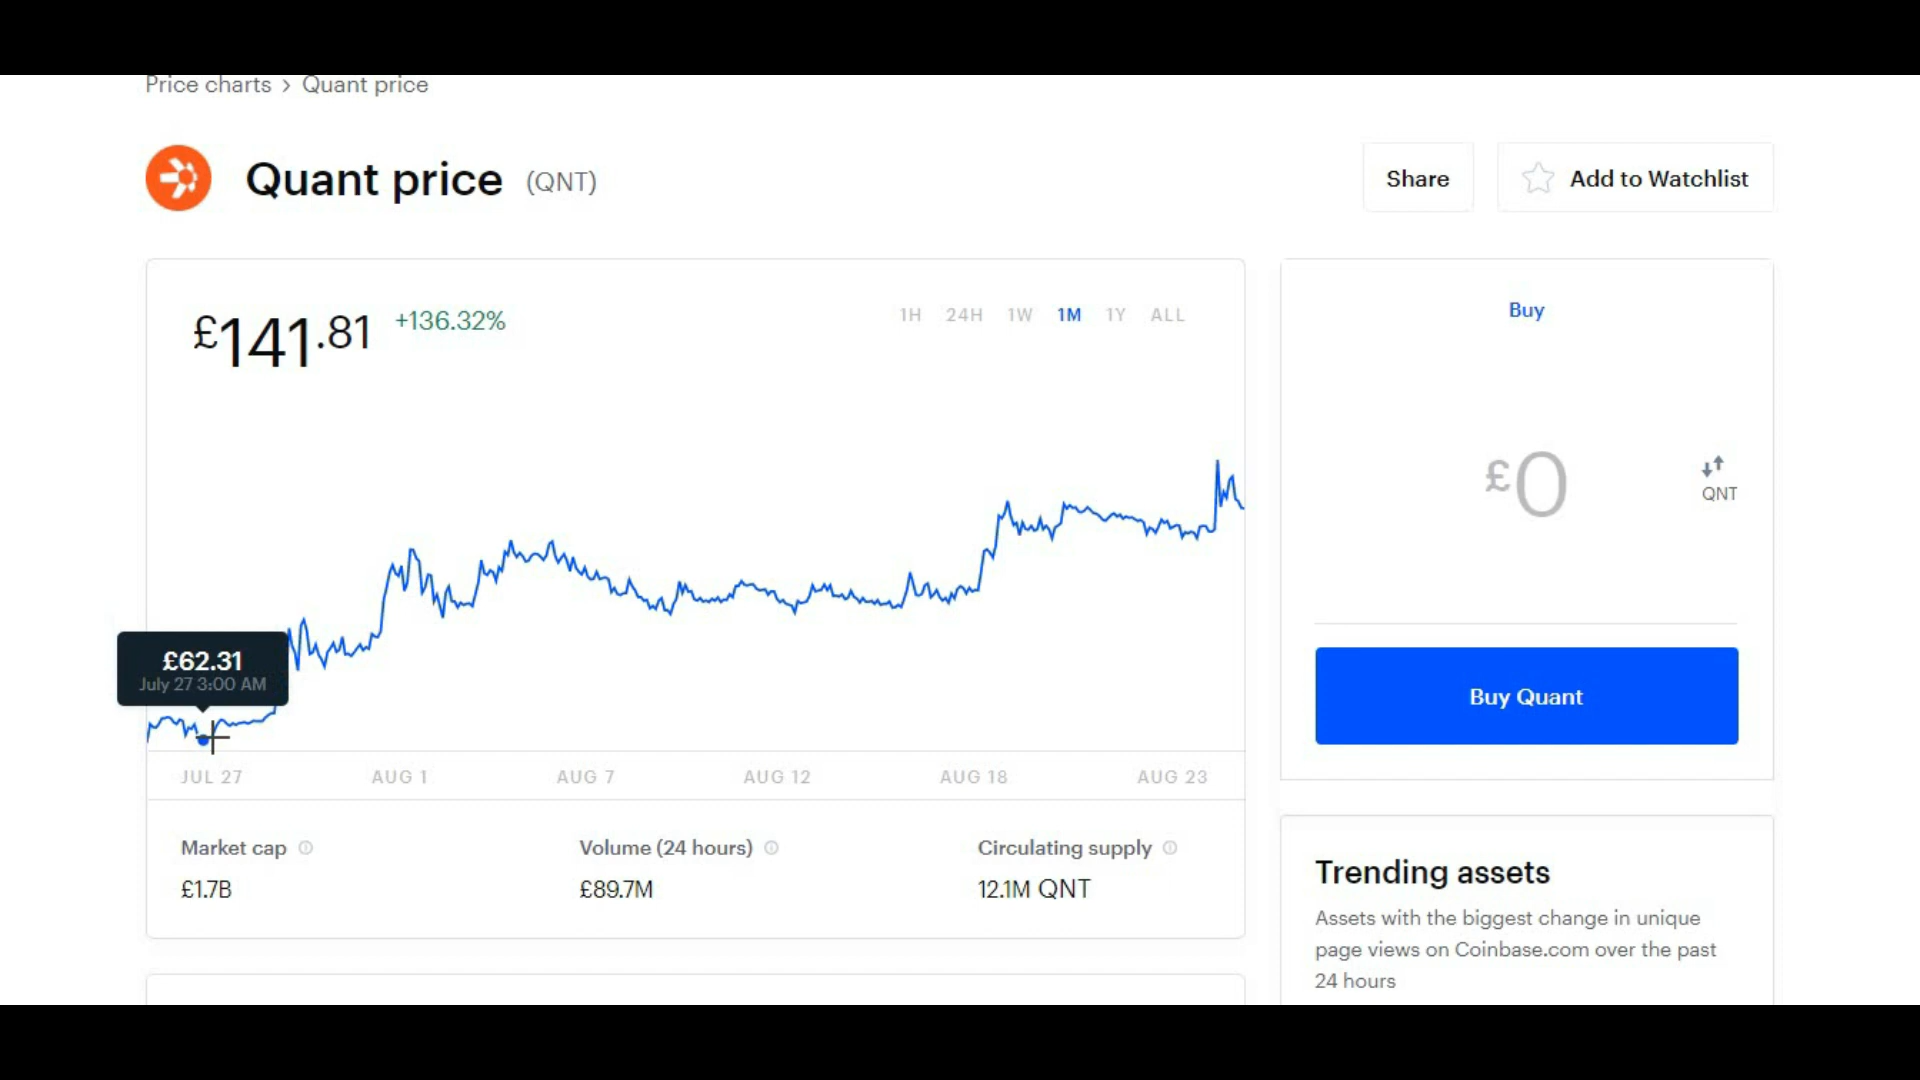 Price charts > Quant price
Quant price (QNT)
Share
Add to Watchlist
£141.81 +136.32%
1H 24H 1W 1M 1Y ALL
Buy
£0
QNT
£62.31
July 27 3:00 AM
Buy Quant
JUL 27 AUG 1 AUG 7 AUG 12 AUG 18 AUG 23
Market cap
£1.7B
Volume (24 hours)
£89.7M
Circulating supply
12.1M QNT
Trending assets
Assets with the biggest change in unique
page views on Coinbase.com over the past
24 hours